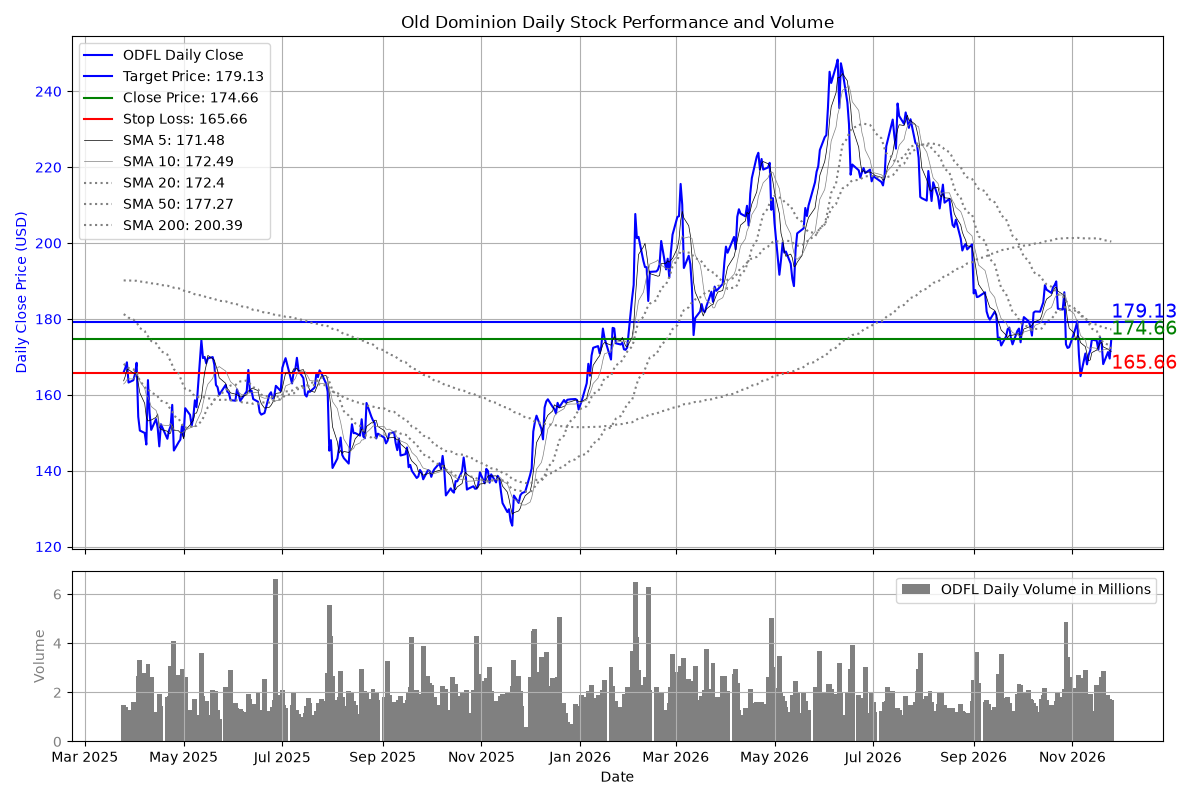 Old Dominion Daily Stock Performance and Volume
ODFL Daily Close
Target Price: 179.13
Close Price: 174.66
Stop Loss: 165.66
SMA 5: 171.48
SMA 10: 172.49
SMA 20: 172.4
SMA 50: 177.27
SMA 200: 200.39
Daily Close Price (USD)
240
220
200
180
160
140
120
179.13
174.66
165.66
ODFL Daily Volume in Millions
Volume
6
4
2
0
Mar 2025
May 2025
Jul 2025
Sep 2025
Nov 2025
Jan 2026
Mar 2026
May 2026
Jul 2026
Sep 2026
Nov 2026
Date